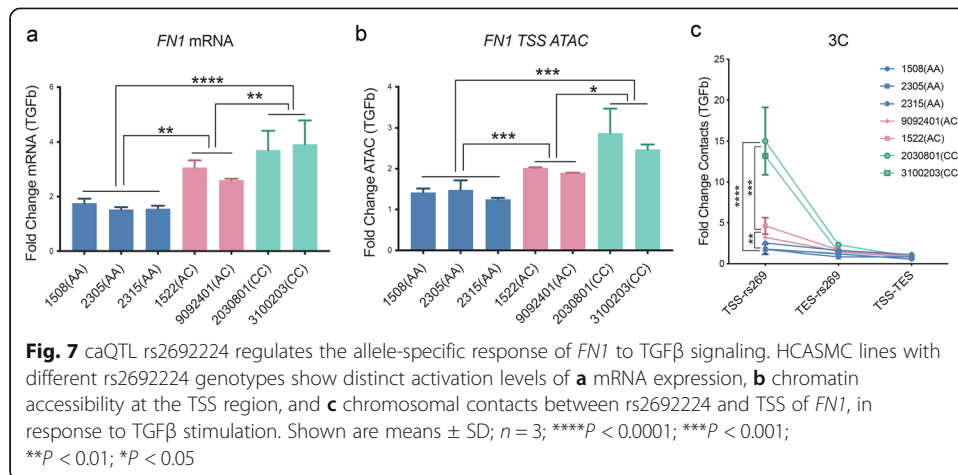 a
FN1 mRNA
Fold Change mRNA (TGFb)
6
4
2
0
****
**
**
1508(AA)
2305(AA)
2315(AA)
1522(AC)
9092401(AC)
2030801(CC)
3100203(CC)
b
FN1 TSS ATAC
Fold Change ATAC (TGFb)
4
3
2
1
0
***
*
***
1508(AA)
2305(AA)
2315(AA)
1522(AC)
9092401(AC)
2030801(CC)
3100203(CC)
c
3C
Fold Change Contacts (TGFb)
25
20
15
10
5
0
****
***
**
TSS-rs269
TES-rs269
TSS-TES
1508(AA)
2305(AA)
2315(AA)
9092401(AC)
1522(AC)
2030801(CC)
3100203(CC)
Fig. 7 caQTL rs2692224 regulates the allele-specific response of FN1 to TGFβ signaling. HCASMC lines with
different rs2692224 genotypes show distinct activation levels of a mRNA expression, b chromatin
accessibility at the TSS region, and c chromosomal contacts between rs2692224 and TSS of FN1, in
response to TGFβ stimulation. Shown are means ± SD; n = 3; ****P < 0.0001; ***P < 0.001;
**P < 0.01; *P < 0.05